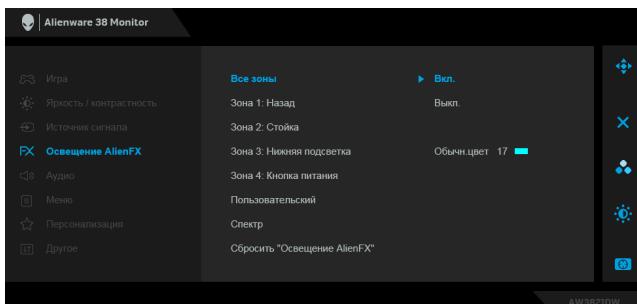 Alienware 38 Monitor
Игра
Яркость / контрастность
Источник сигнала
FX Освещение AlienFX
Аудио
Меню
Персонализация
Другое
Все зоны
Вкл.
Зона 1: Назад
Выкл.
Зона 2: Стойка
Зона 3: Нижняя подсветка
Обычн.цвет 17
Зона 4: Кнопка питания
Пользовательский
Спектр
Сбросить "Освещение AlienFX"
AW3821DW